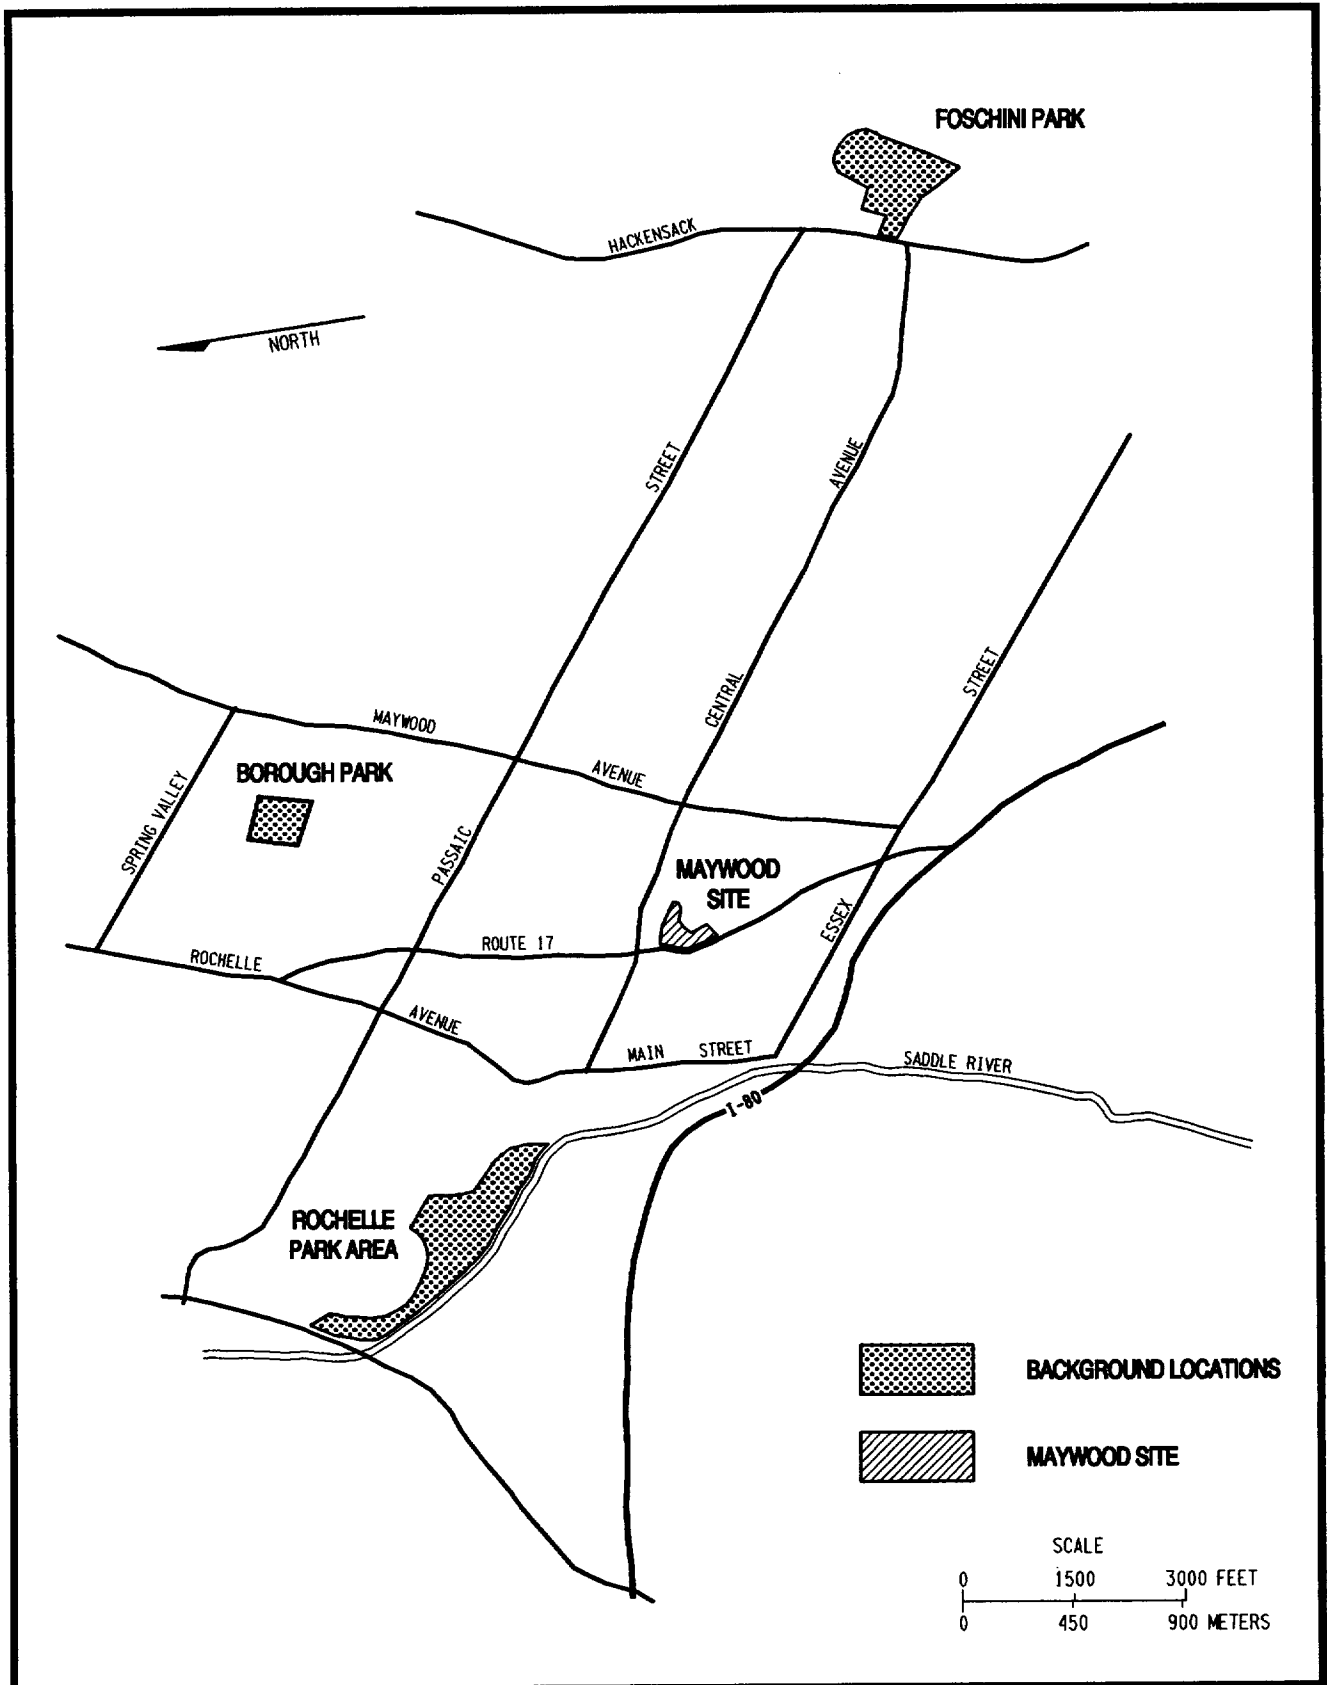 FOSCHINI PARK
HACKENSACK
NORTH
STREET
AVENUE
STREET
CENTRAL
MAYWOOD
AVENUE
BOROUGH PARK
SPRING VALLEY
PASSAIC
MAYWOOD
SITE
ESSEX
ROUTE 17
ROCHELLE
AVENUE
MAIN STREET
SADDLE RIVER
I-80
ROCHELLE
PARK AREA
BACKGROUND LOCATIONS
MAYWOOD SITE
SCALE
0 1500 3000 FEET
0 450 900 METERS